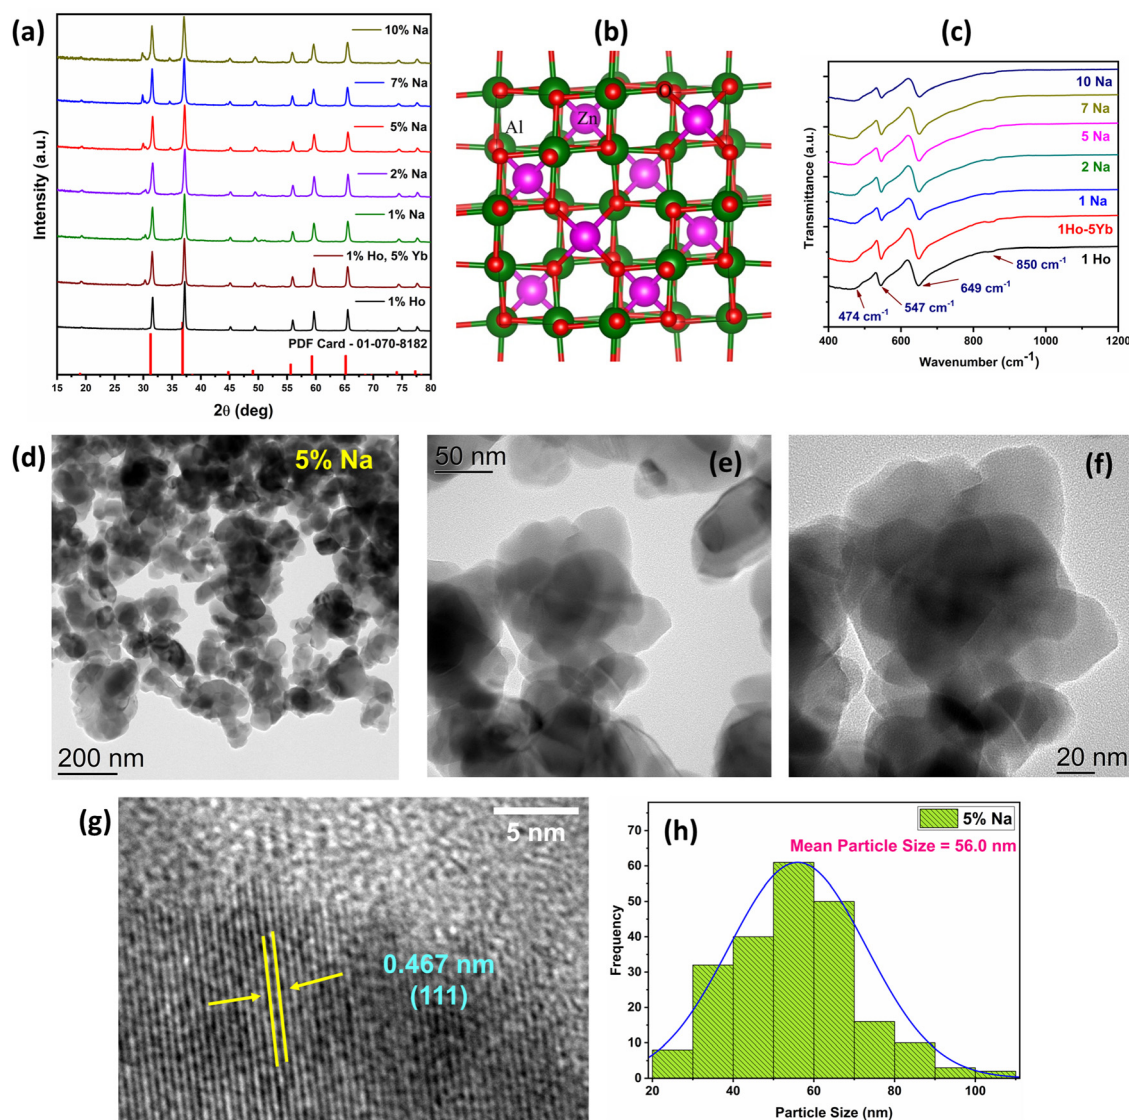 (a)
10% Na
7% Na
5% Na
2% Na
1% Na
1% Ho, 5% Yb
1% Ho
PDF Card - 01-070-8182
Intensity (a.u.)
15 20 25 30 35 40 45 50 55 60 65 70 75 80
2θ (deg)
(b)
O
Al
Zn
(c)
10 Na
7 Na
5 Na
2 Na
1 Na
1Ho-5Yb
1 Ho
850 cm⁻¹
649 cm⁻¹
547 cm⁻¹
474 cm⁻¹
Transmittance (a.u.)
400 600 800 1000 1200
Wavenumber (cm⁻¹)
(d)
5% Na
200 nm
(e)
50 nm
(f)
20 nm
(g)
5 nm
0.467 nm
(111)
(h)
5% Na
Mean Particle Size = 56.0 nm
Frequency
70
60
50
40
30
20
10
0
20 40 60 80 100
Particle Size (nm)